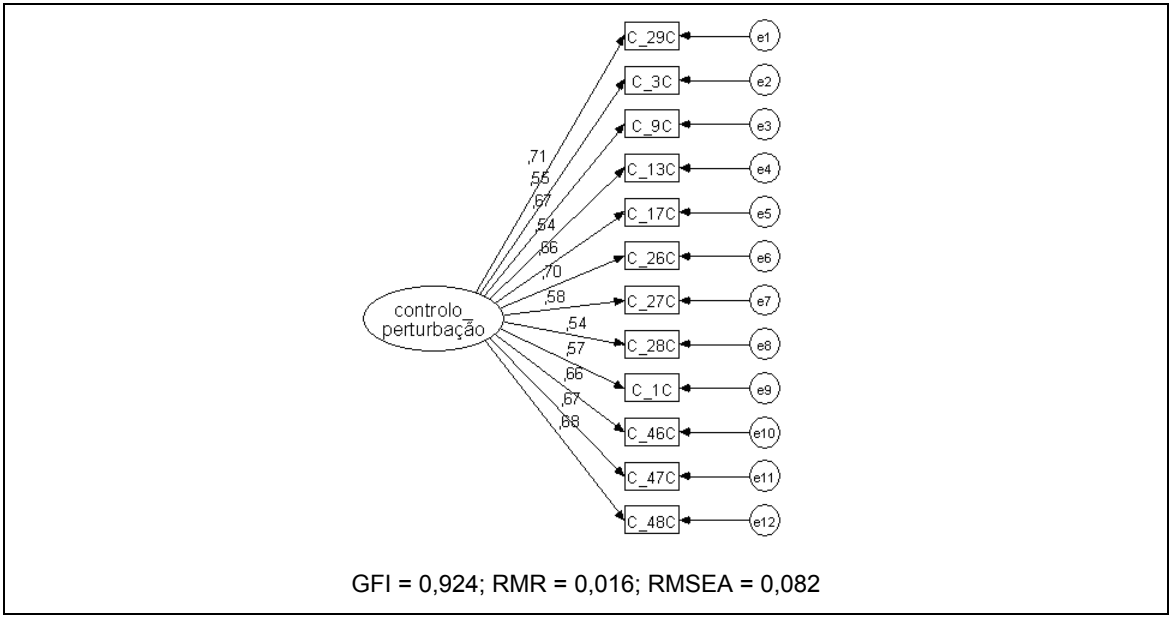 C_29C
e1
C_3C
e2
C_9C
e3
C_13C
e4
C_17C
e5
C_26C
e6
C_27C
e7
C_28C
e8
C_1C
e9
C_46C
e10
C_47C
e11
C_48C
e12
,71
,55
,67
,54
,66
,70
,58
,54
,57
,66
,67
,68
controlo_
perturbação
GFI = 0,924; RMR = 0,016; RMSEA = 0,082